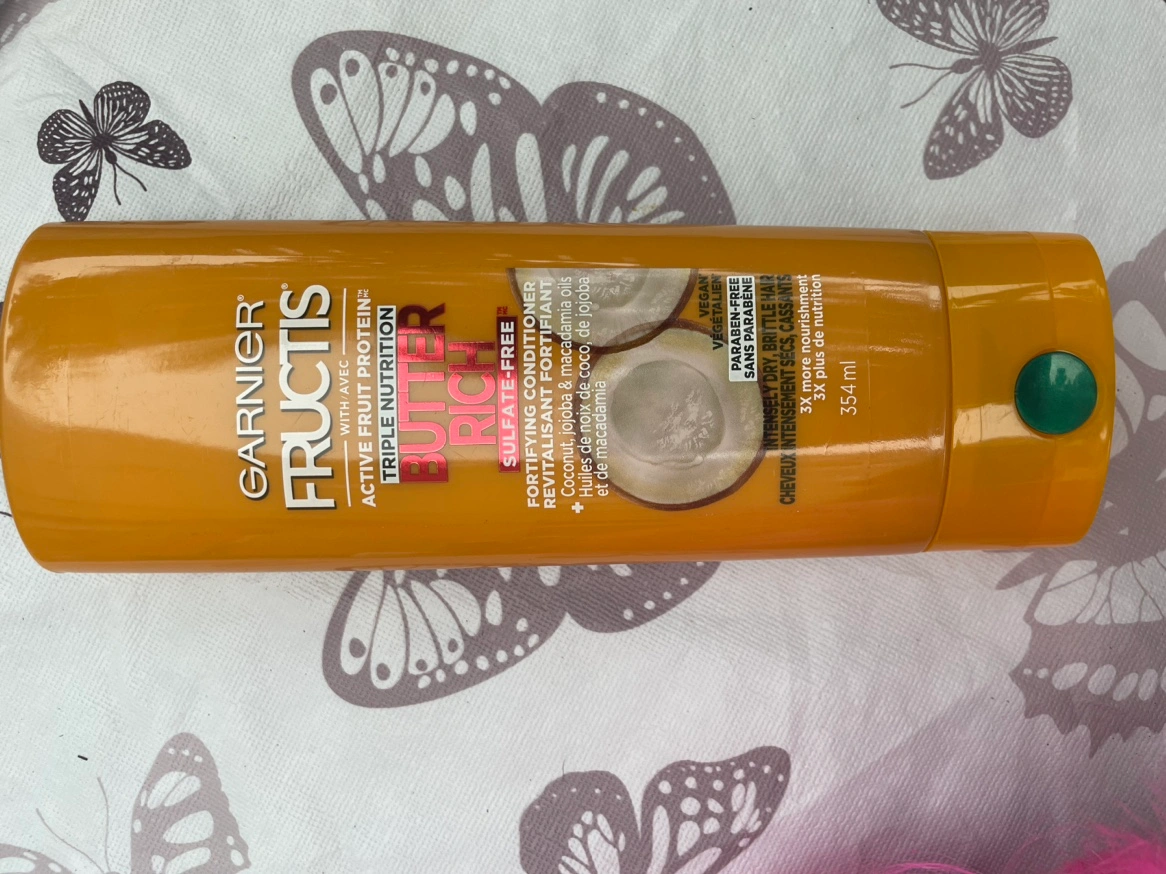 GARNIER®
FRUCTIS®
WITH/AVEC
ACTIVE FRUIT PROTEIN™MC
TRIPLE NUTRITION
BUTTER
RICH
SULFATE-FREE™MC
FORTIFYING CONDITIONER
REVITALISANT FORTIFIANT
+ Coconut, jojoba & macadamia oils
Huiles de noix de coco, de jojoba
et de macadamia
VEGAN
VÉGÉTALIEN
PARABEN-FREE
SANS PARABÈNE
INTENSELY DRY, BRITTLE HAIR
CHEVEUX INTENSÉMENT SECS, CASSANTS
3X more nourishment
3X plus de nutrition
354 ml